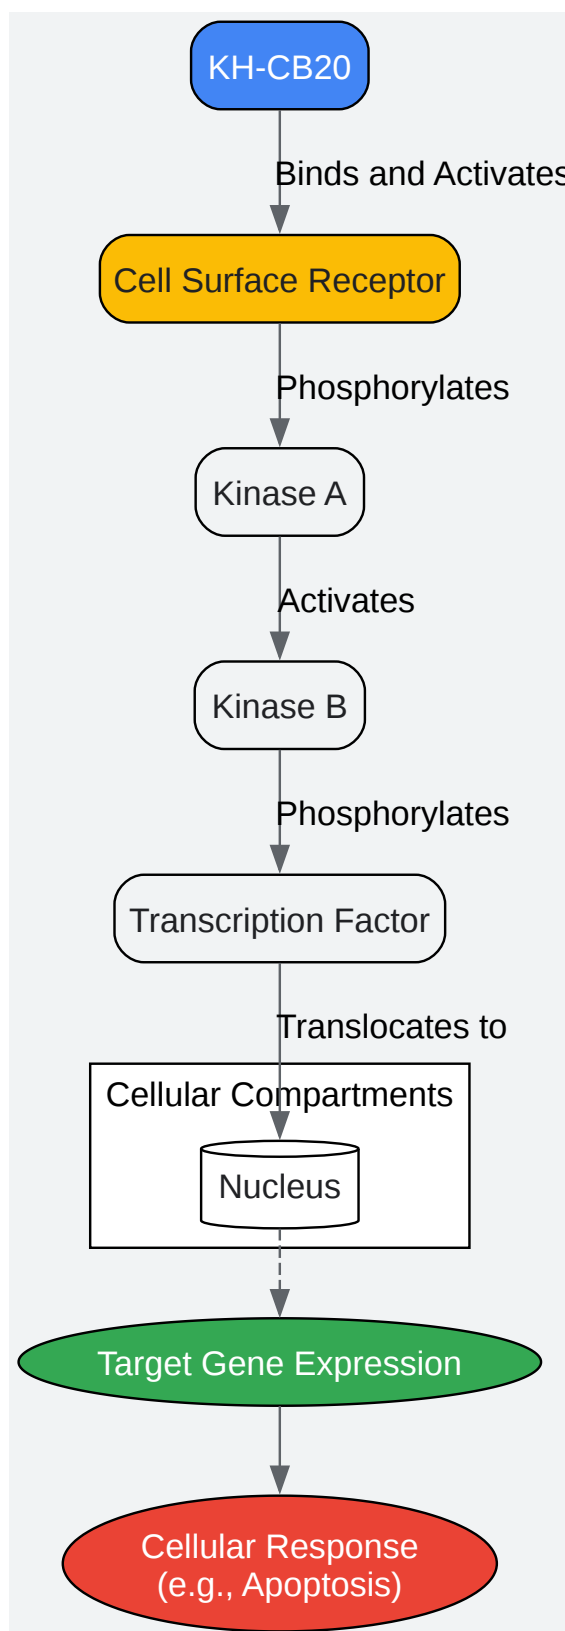 KH-CB20
Binds and Activates
Cell Surface Receptor
Phosphorylates
Kinase A
Activates
Kinase B
Phosphorylates
Transcription Factor
Translocates to
Cellular Compartments
Nucleus
Target Gene Expression
Cellular Response
(e.g., Apoptosis)